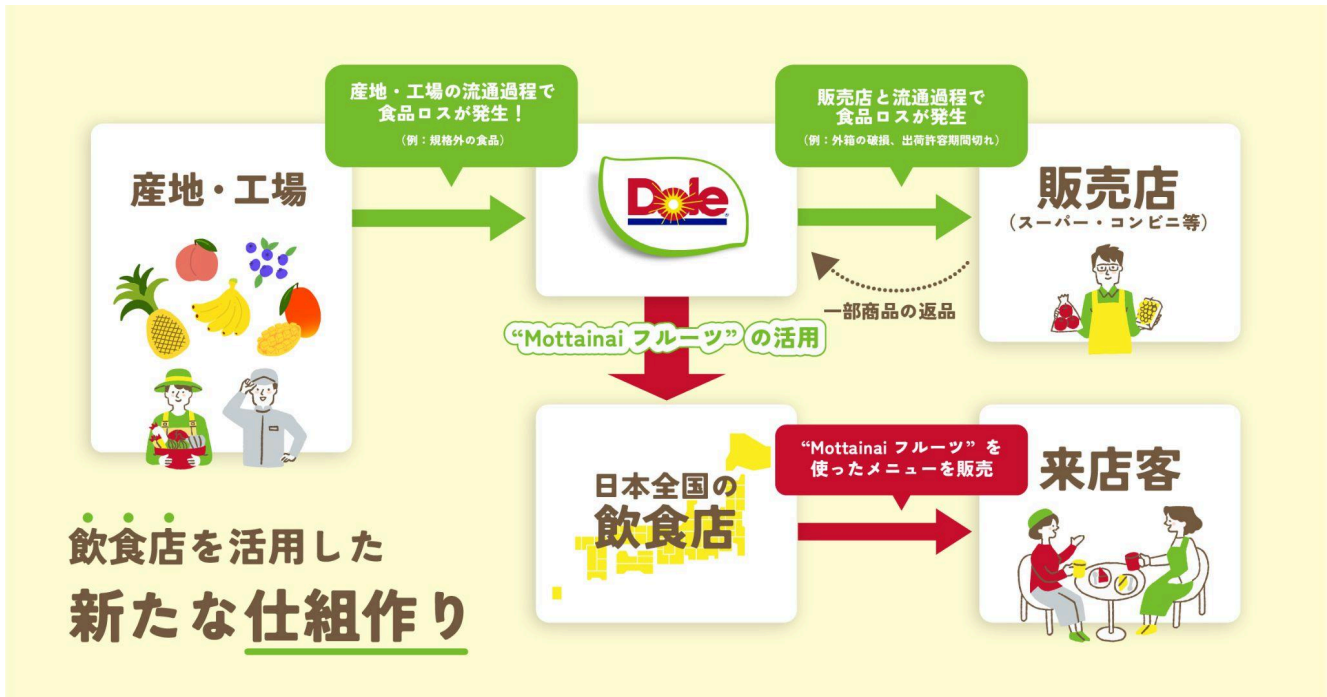 産地・工場の流通過程で
食品ロスが発生！
（例：規格外の食品）
販売店と流通過程で
食品ロスが発生
（例：外箱の破損、出荷許容期間切れ）
産地・工場
Dole
販売店
（スーパー・コンビニ等）
一部商品の返品
“Mottainai フルーツ”の活用
日本全国の
飲食店
“Mottainai フルーツ”を
使ったメニューを販売
来店客
飲食店を活用した
新たな仕組作り